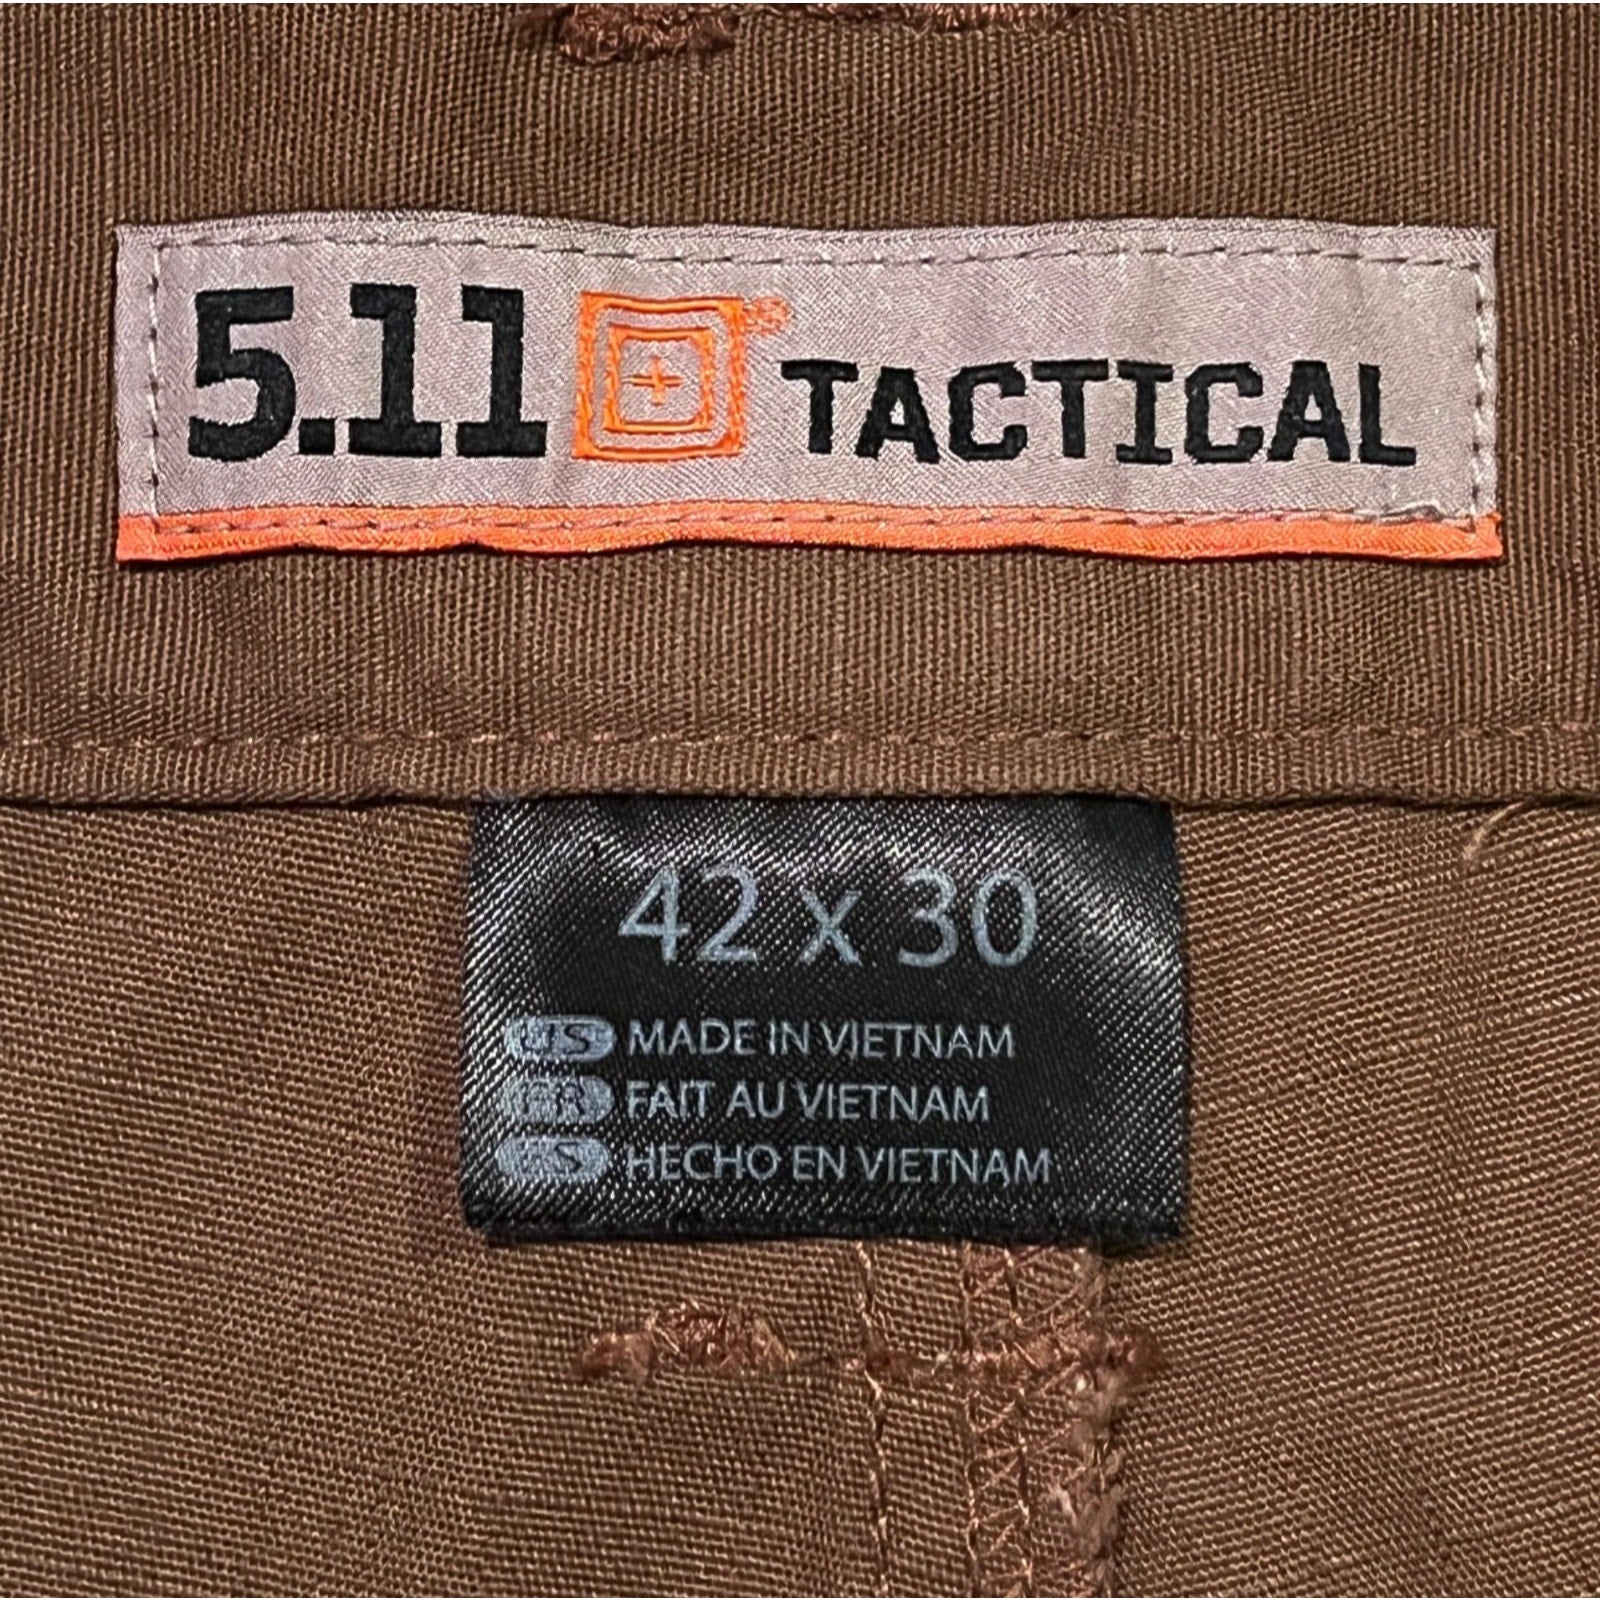 5.11 ® TACTICAL
42 x 30
US MADE IN VIETNAM
FR FAIT AU VIETNAM
ES HECHO EN VIETNAM